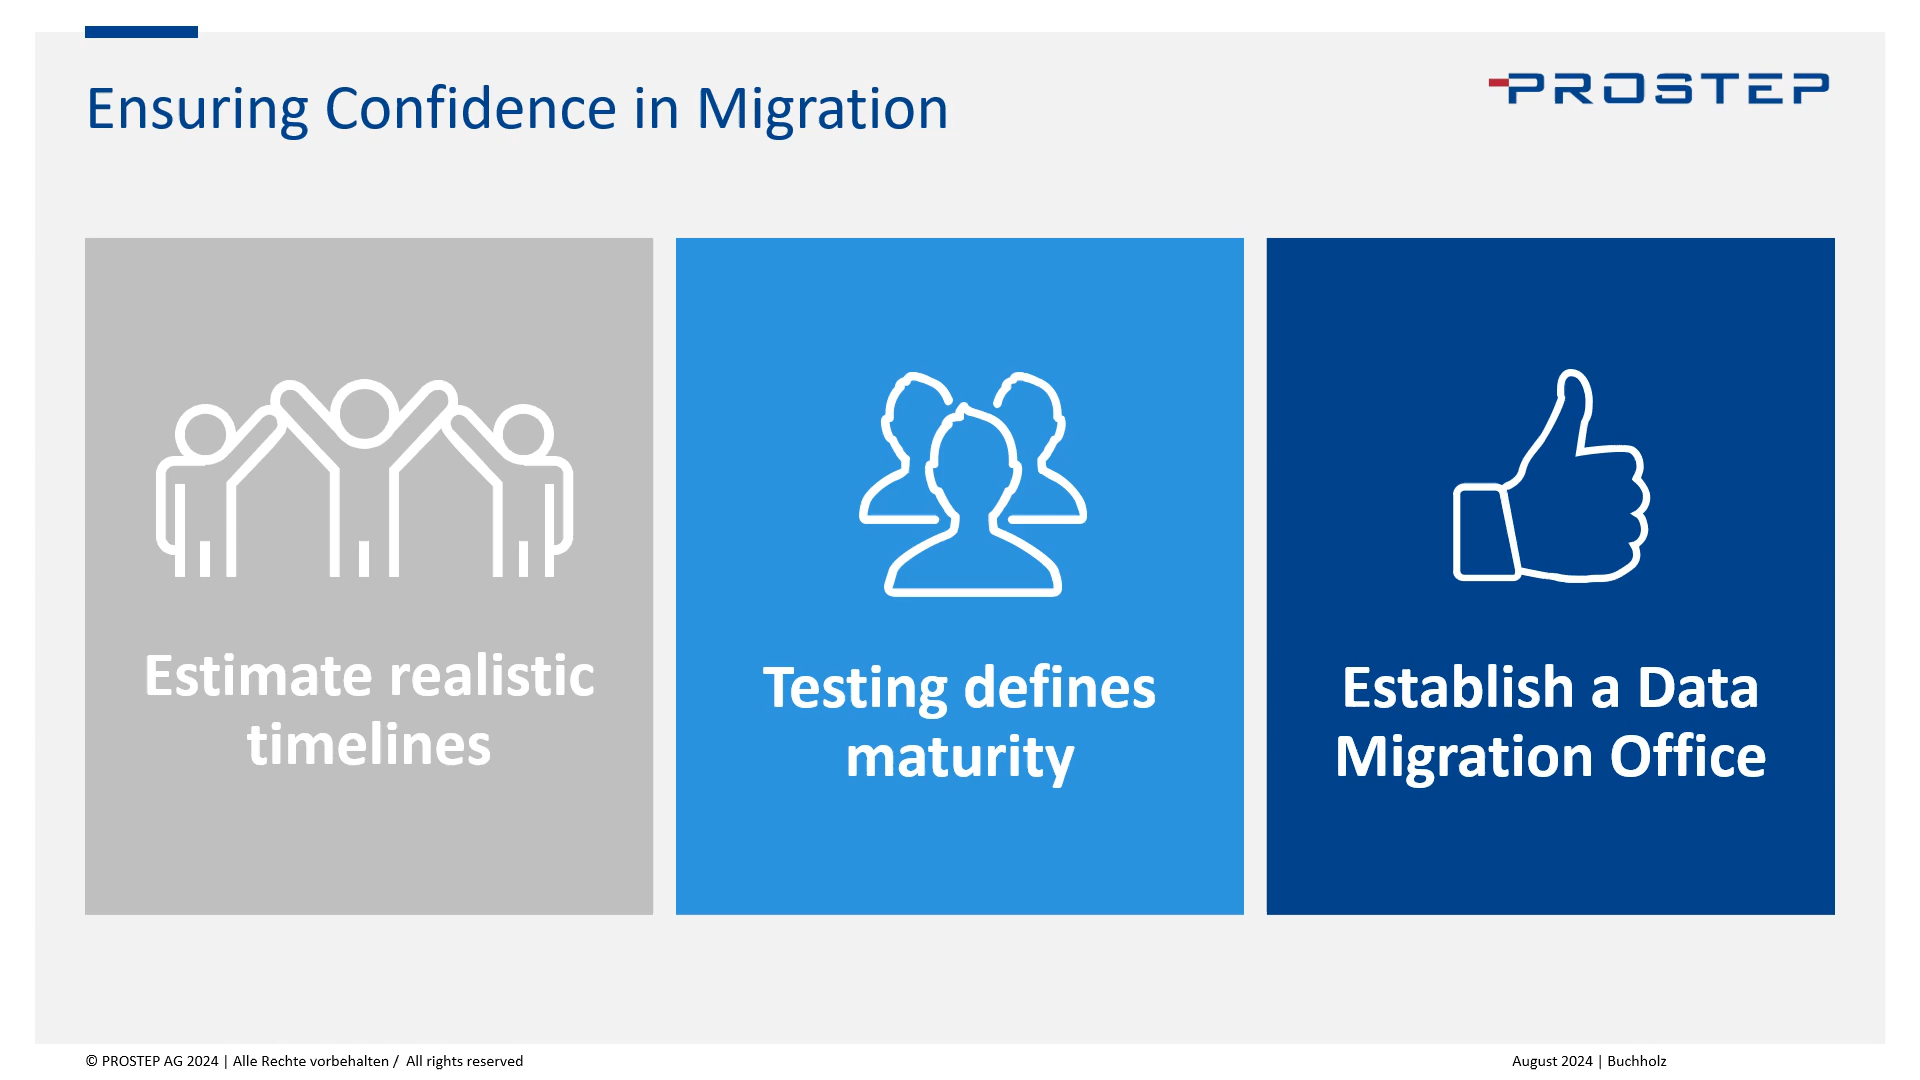 Ensuring Confidence in Migration
PROSTEP
Estimate realistic
timelines
Testing defines
maturity
Establish a Data
Migration Office
© PROSTEP AG 2024 | Alle Rechte vorbehalten / All rights reserved
August 2024 | Buchholz